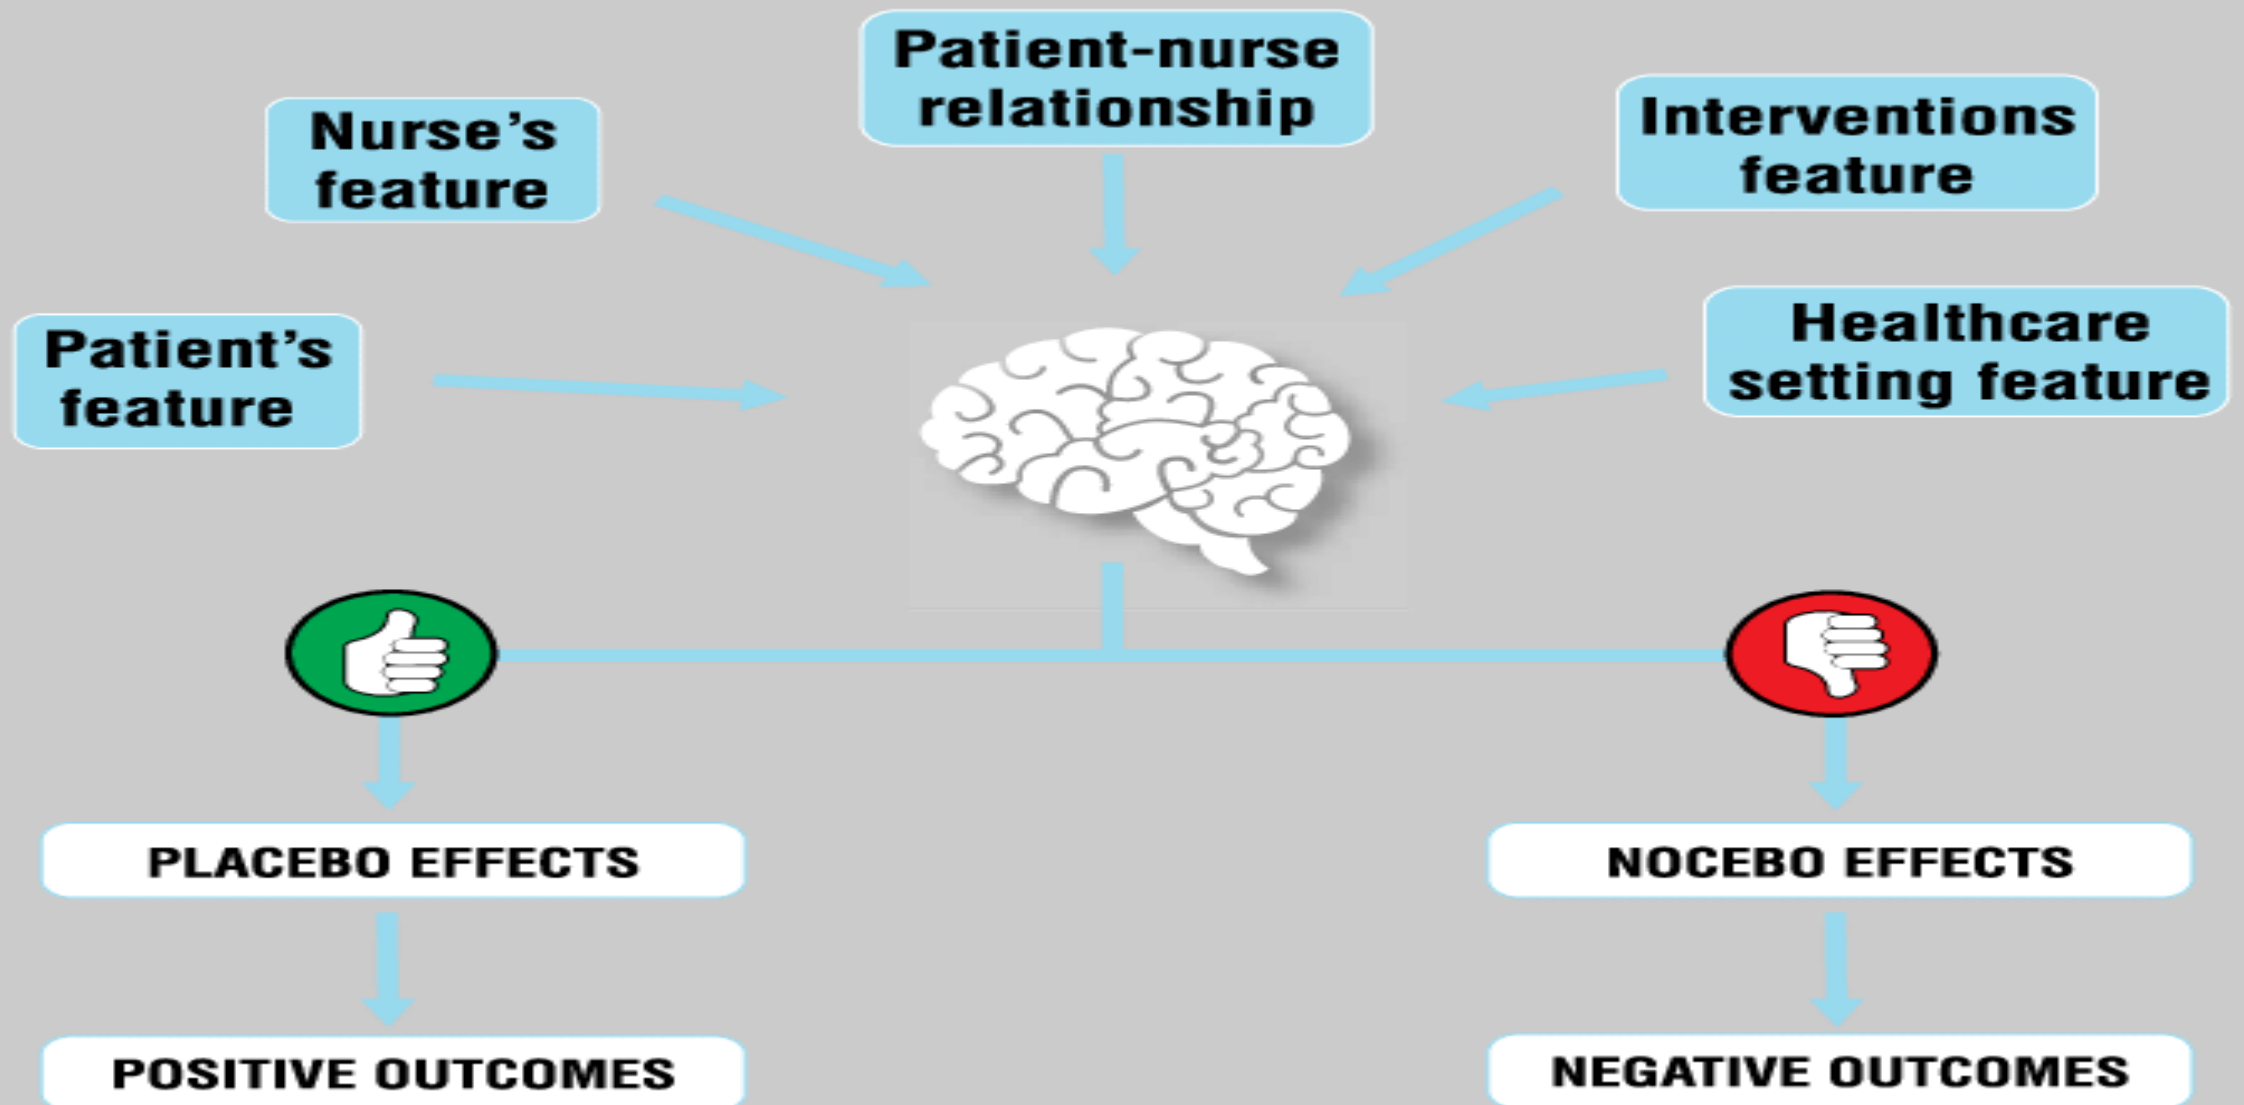 Patient-nurse
relationship
Nurse's
feature
Interventions
feature
Patient's
feature
Healthcare
setting feature
PLACEBO EFFECTS
NOCEBO EFFECTS
POSITIVE OUTCOMES
NEGATIVE OUTCOMES